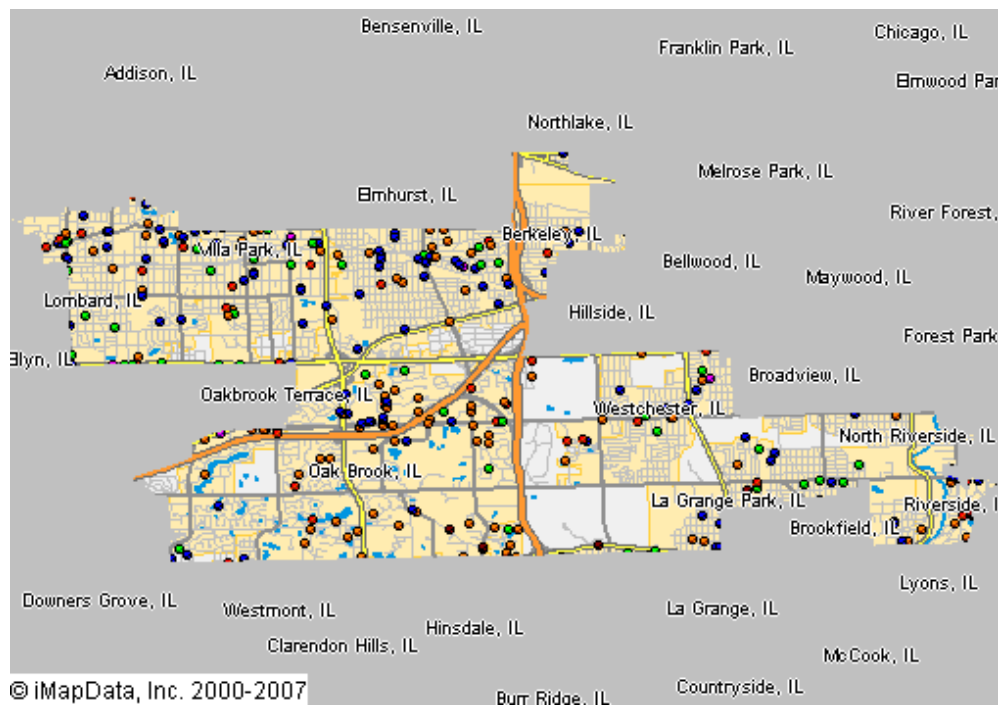 Bensenville, IL
Chicago, IL
Franklin Park, IL
Addison, IL
Elmwood Par
Northlake, IL
Melrose Park, IL
Elmhurst, IL
River Forest,
Berkeley, IL
Villa Park, IL
Bellwood, IL
Maywood, IL
Lombard, IL
Hillside, IL
Forest Park
Ellyn, IL
Broadview, IL
Oakbrook Terrace, IL
Westchester, IL
North Riverside, IL
Oak Brook, IL
La Grange Park, IL
Riverside, I
Brookfield, IL
Lyons, IL
Downers Grove, IL
Westmont, IL
La Grange, IL
Hinsdale, IL
Clarendon Hills, IL
McCook, IL
Countryside, IL
Burr Ridge, IL
© iMapData, Inc. 2000-2007